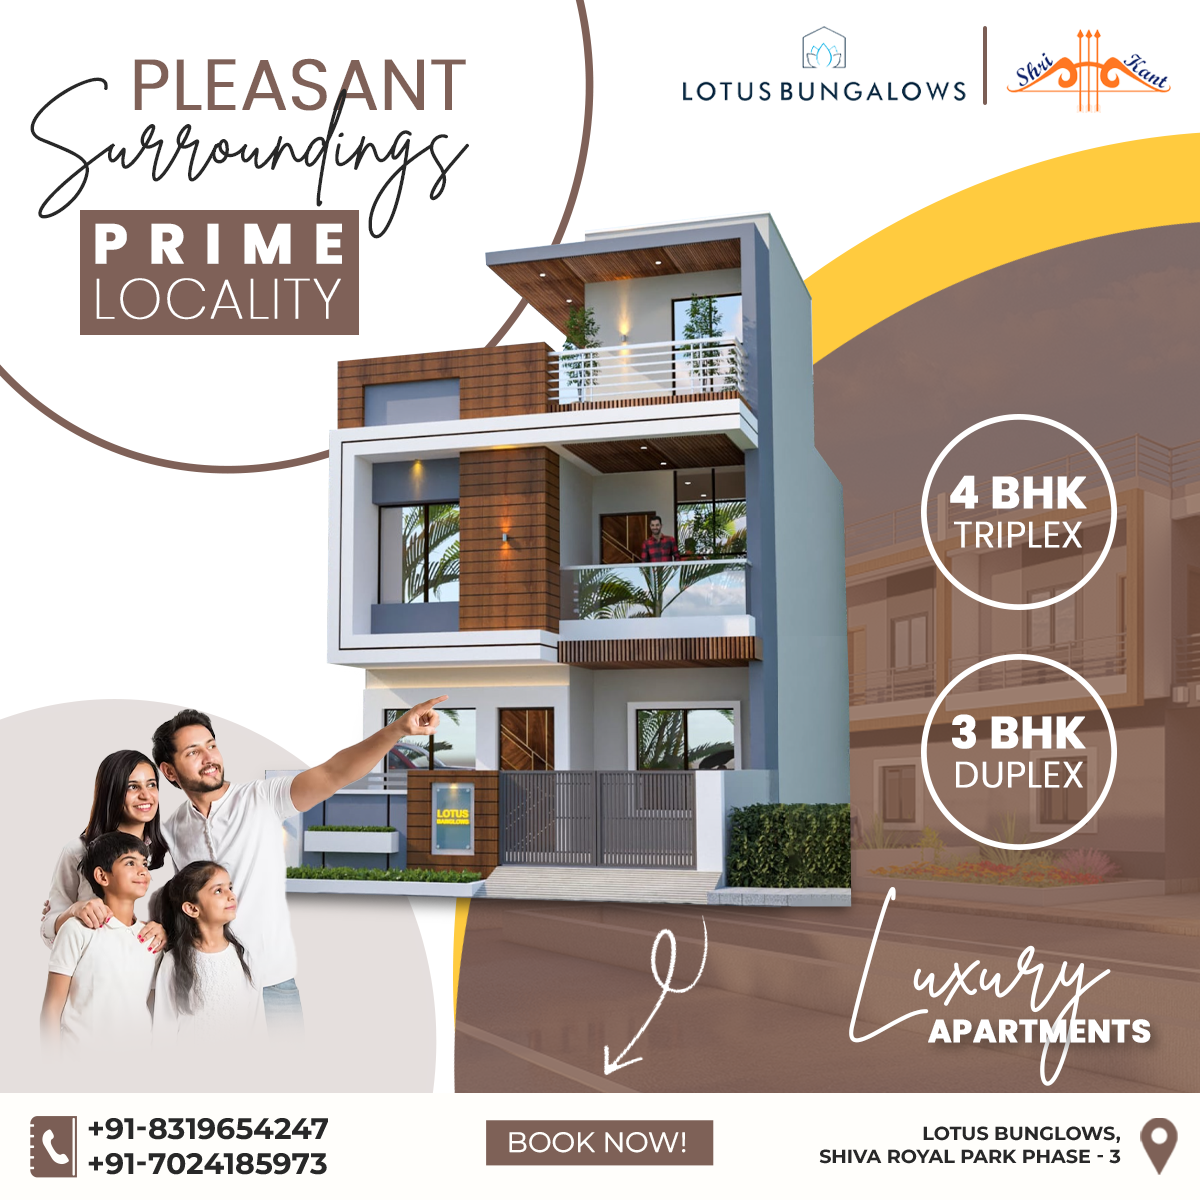 PLEASANT
Surroundings
PRIME
LOCALITY
LOTUS BUNGALOWS
Shri Kant
4 BHK
TRIPLEX
3 BHK
DUPLEX
LOTUS
BANGLOWS
Luxury
APARTMENTS
+91-8319654247
+91-7024185973
BOOK NOW!
LOTUS BUNGLOWS,
SHIVA ROYAL PARK PHASE - 3